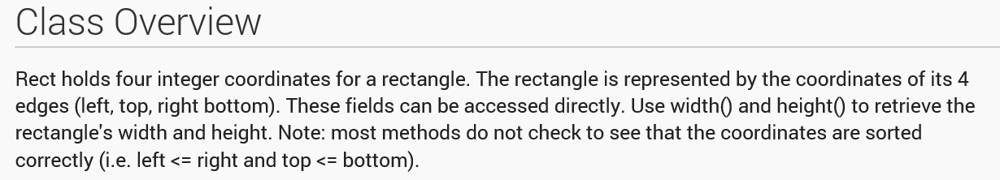 Class Overview
Rect holds four integer coordinates for a rectangle. The rectangle is represented by the coordinates of its 4
edges (left, top, right bottom). These fields can be accessed directly. Use width() and height() to retrieve the
rectangle's width and height. Note: most methods do not check to see that the coordinates are sorted
correctly (i.e. left <= right and top <= bottom).